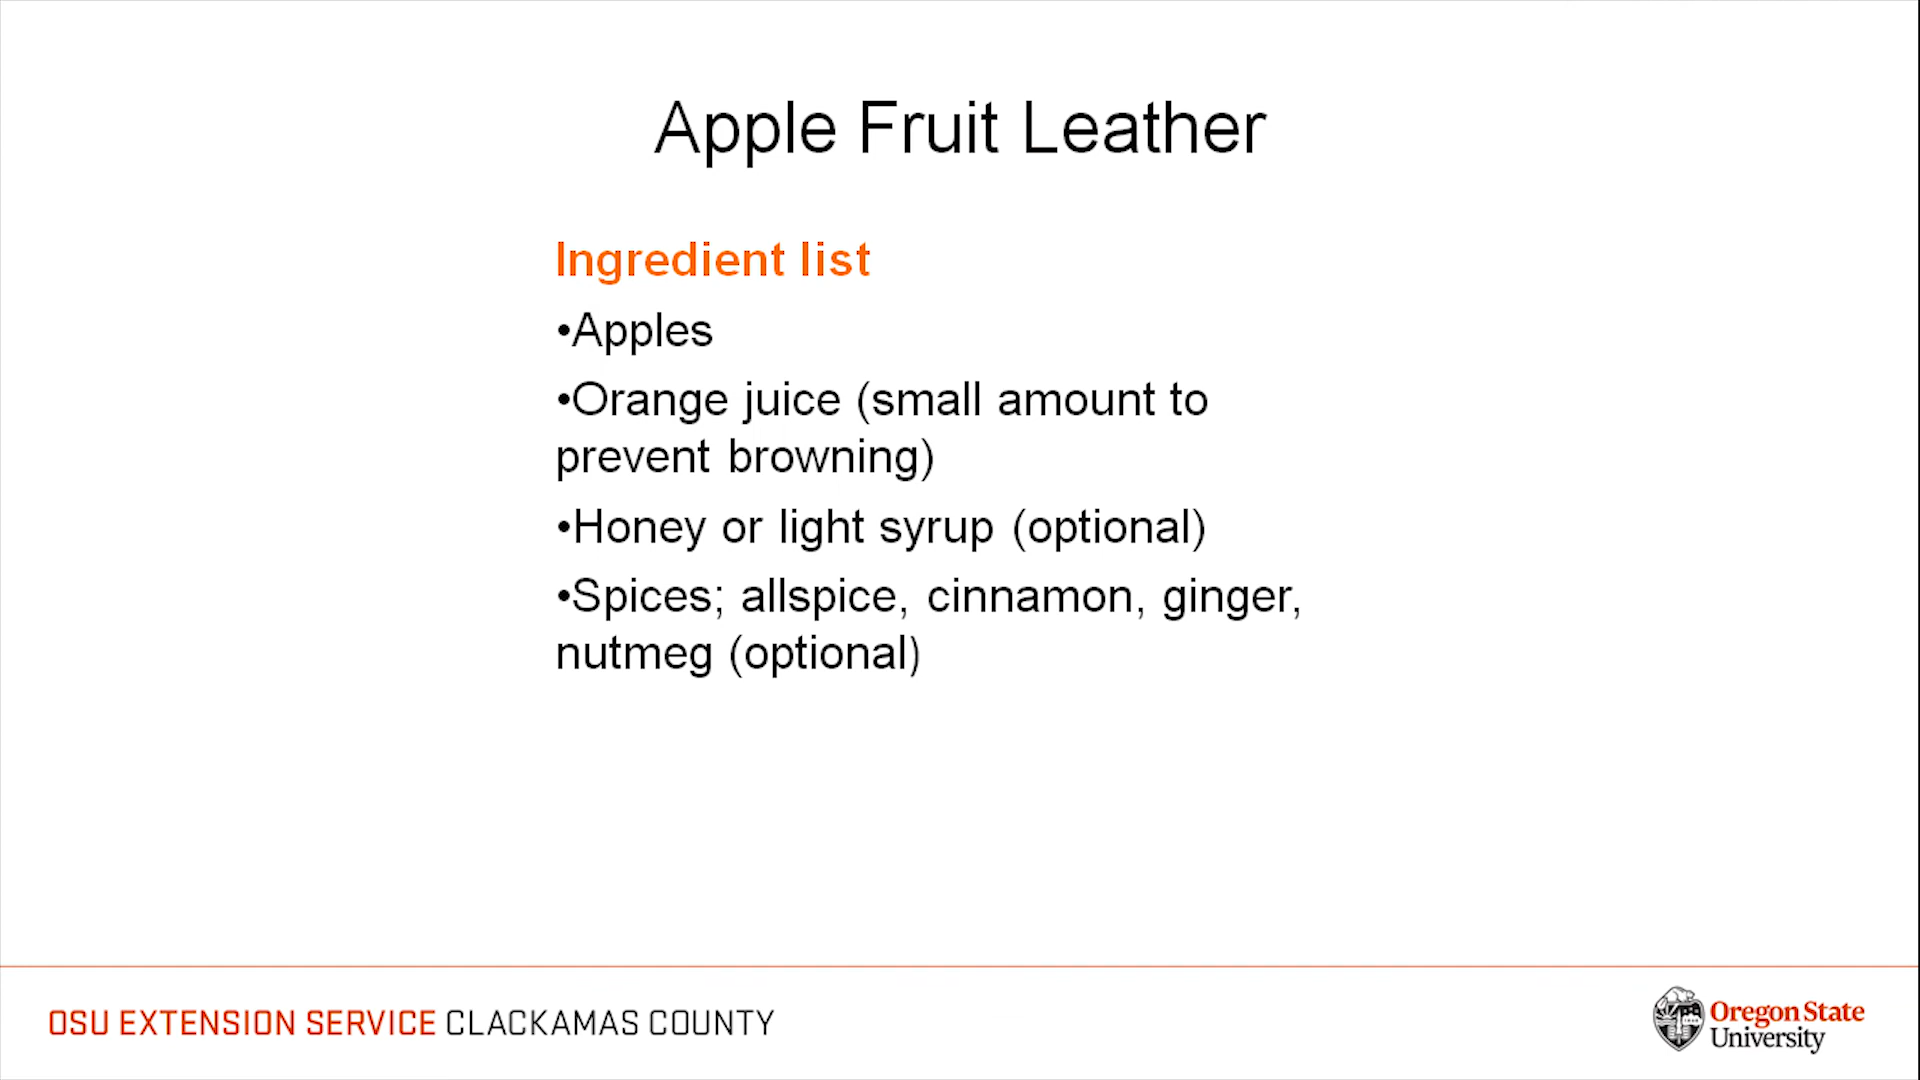 Apple Fruit Leather
Ingredient list
•Apples
•Orange juice (small amount to
prevent browning)
•Honey or light syrup (optional)
•Spices; allspice, cinnamon, ginger,
nutmeg (optional)
OSU EXTENSION SERVICE CLACKAMAS COUNTY
Oregon State
University